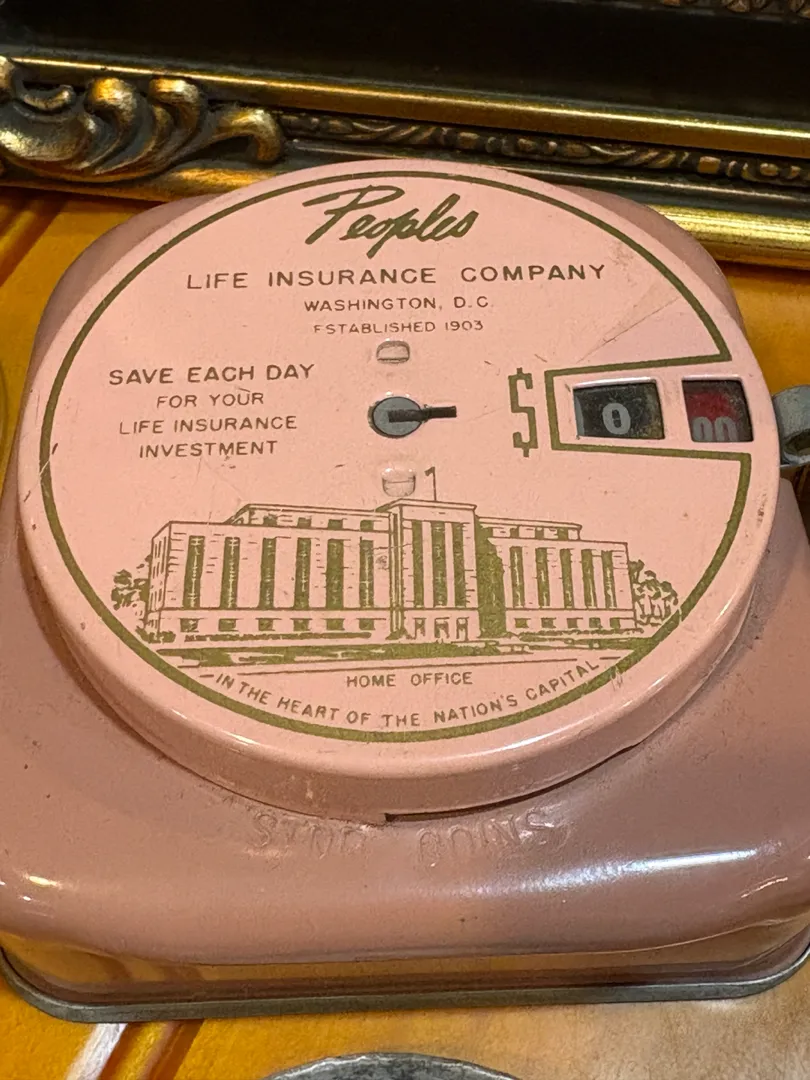 Peoples
LIFE INSURANCE COMPANY
WASHINGTON, D.C.
ESTABLISHED 1903
SAVE EACH DAY
FOR YOUR
LIFE INSURANCE
INVESTMENT
$ 0 00
HOME OFFICE
IN THE HEART OF THE NATION'S CAPITAL